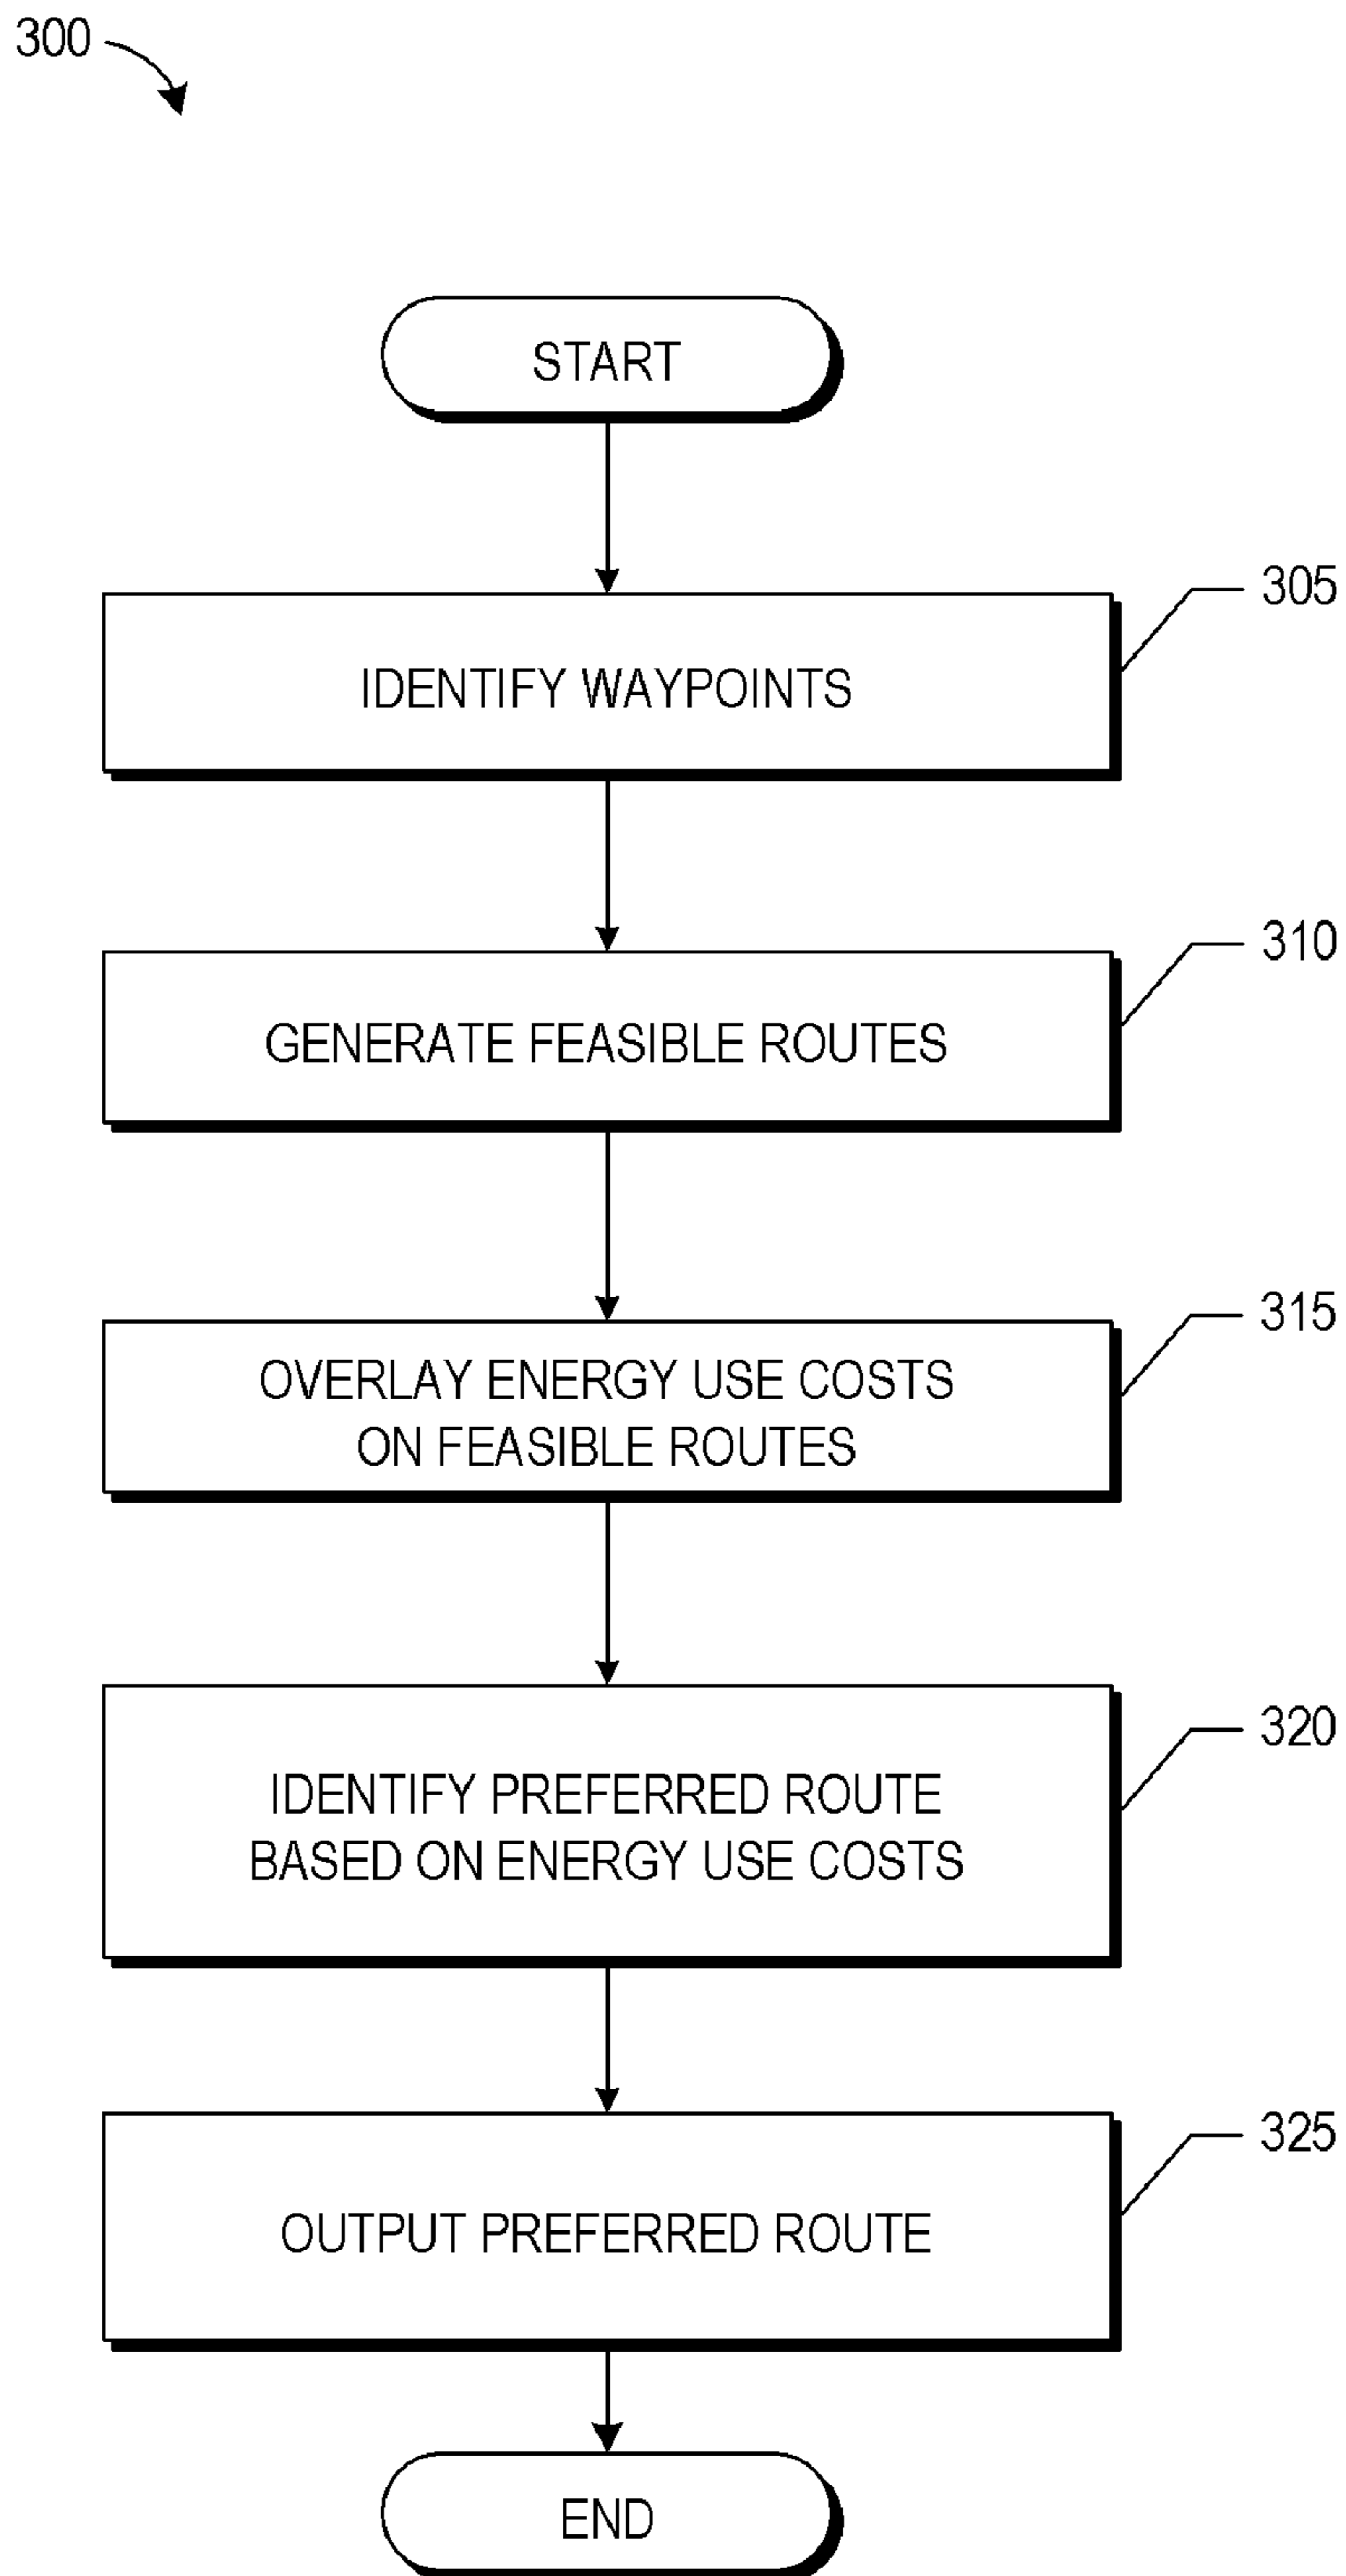 300
START
305
IDENTIFY WAYPOINTS
310
GENERATE FEASIBLE ROUTES
315
OVERLAY ENERGY USE COSTS
ON FEASIBLE ROUTES
320
IDENTIFY PREFERRED ROUTE
BASED ON ENERGY USE COSTS
325
OUTPUT PREFERRED ROUTE
END